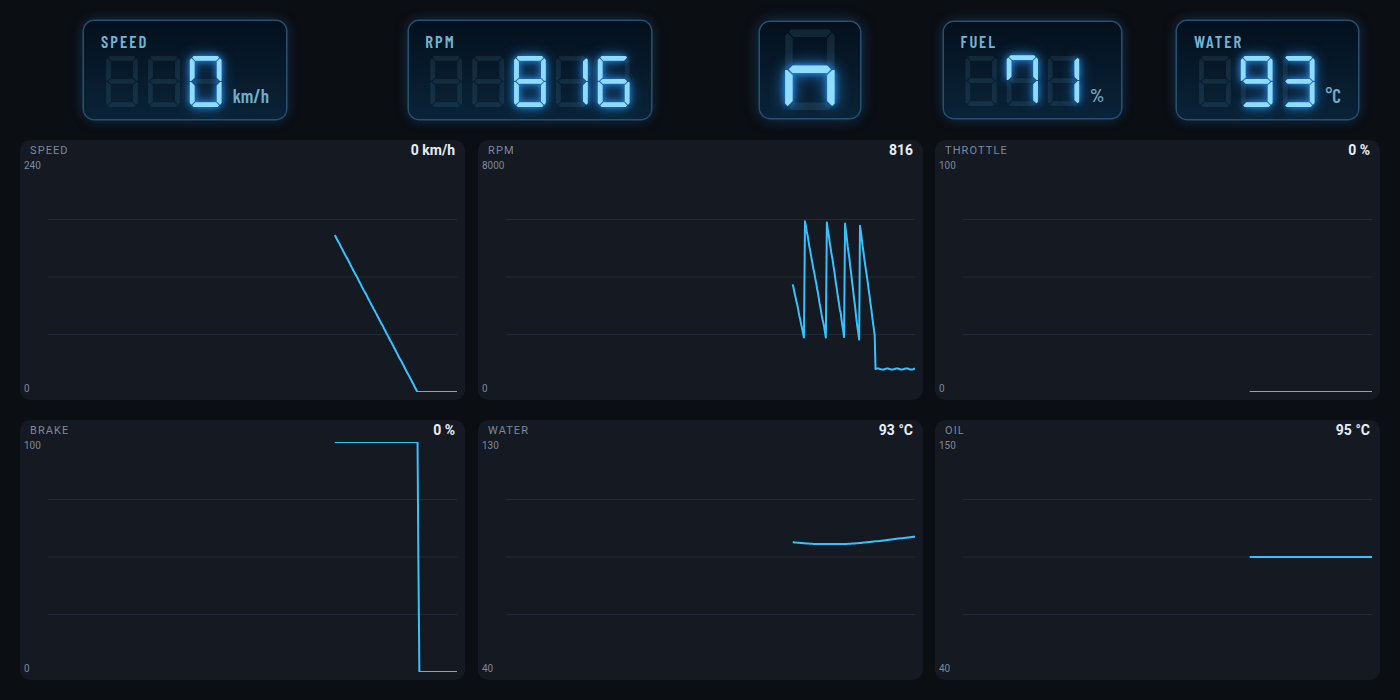 SPEED
0 km/h
RPM
816
n
FUEL
71 %
WATER
93 °C
SPEED 0 km/h
240
0
RPM 816
8000
0
THROTTLE 0 %
100
0
BRAKE 0 %
100
0
WATER 93 °C
130
40
OIL 95 °C
150
40